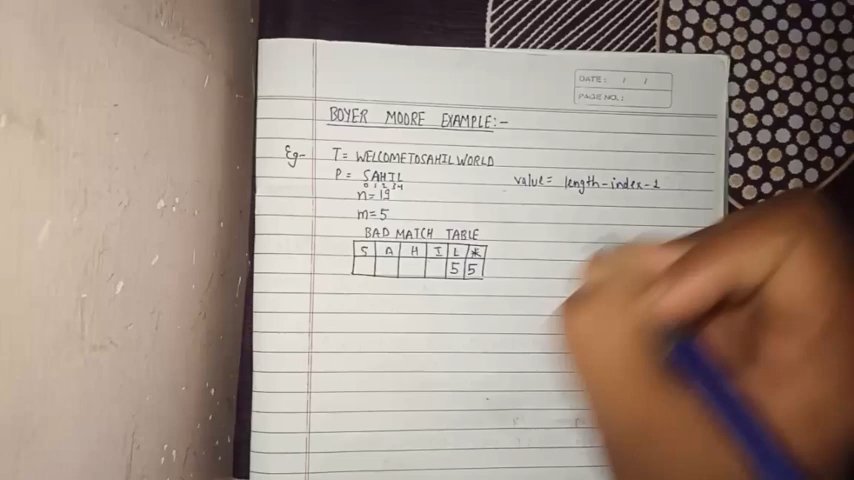 DATE: / /
PAGE NO.:
BOYER MOORE EXAMPLE:-
Eg- T= WELCOMETOSAHILWORLD
P= SAHIL
0 1 2 3 4
value= length-index-1
n=19
m=5
BAD MATCH TABLE
S A H I L *
5 5